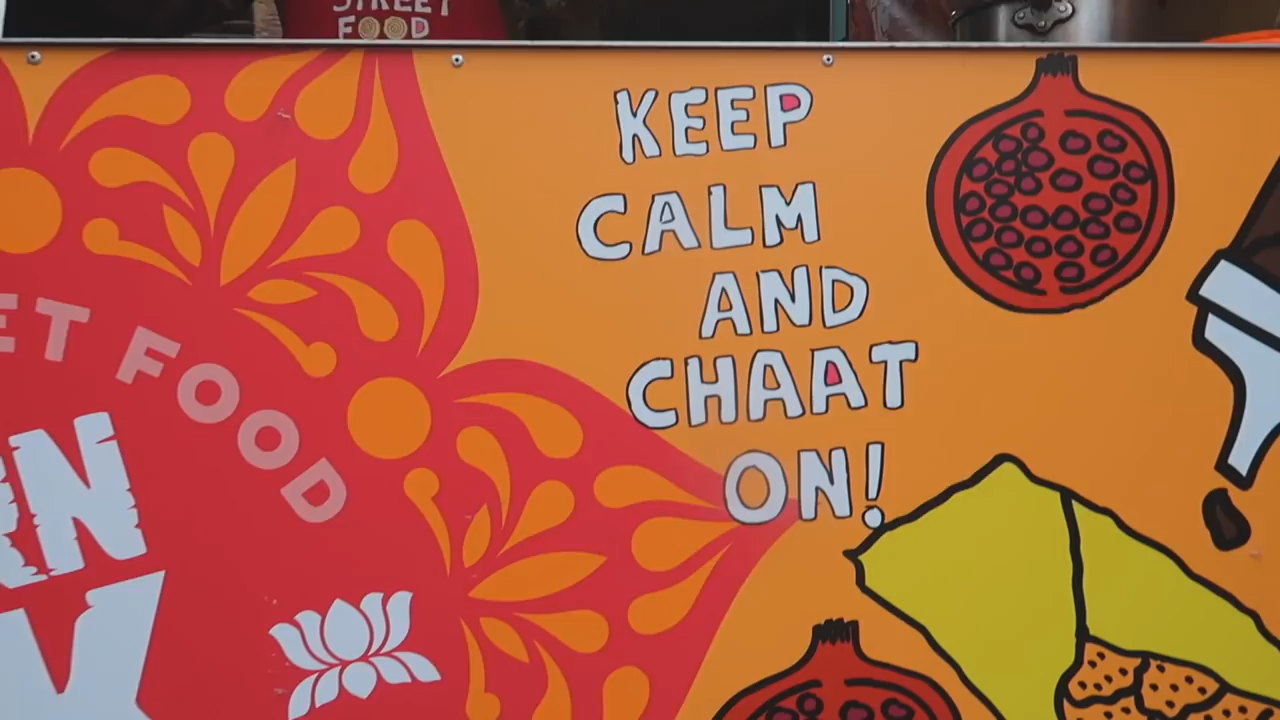 STREET
FOOD
KEEP
CALM
AND
CHAAT
ON!
ET FOOD